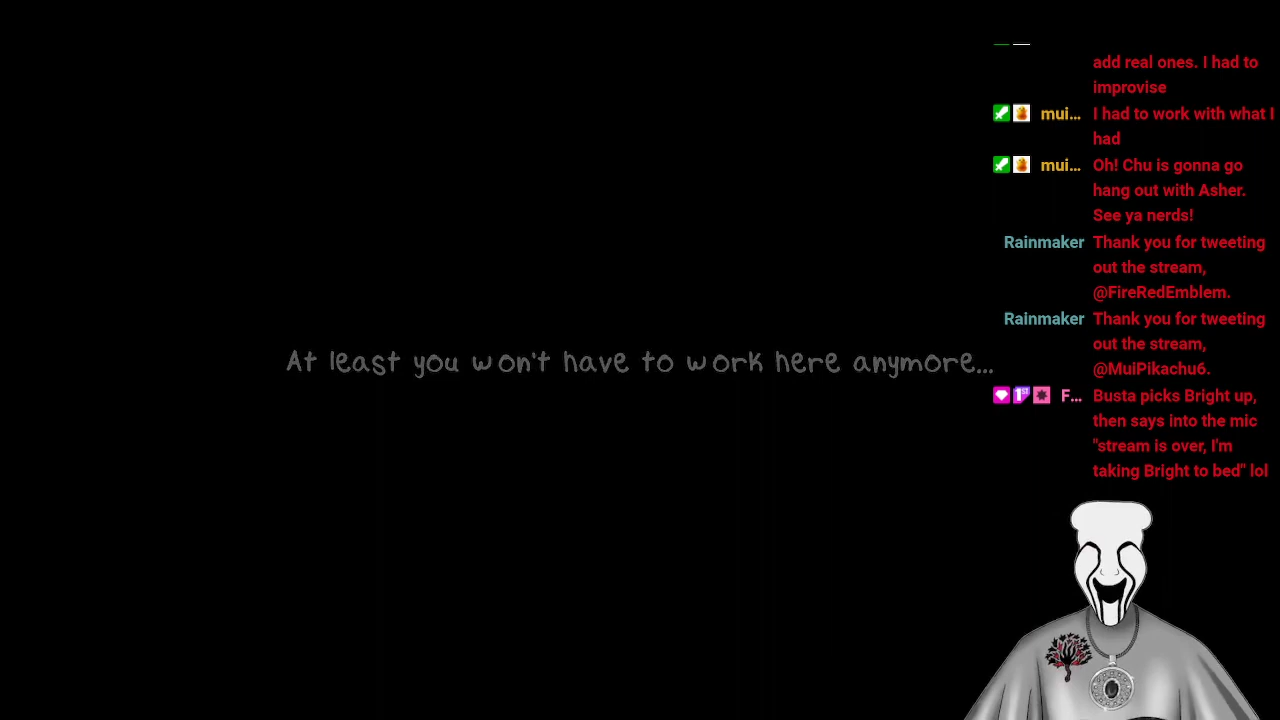 add real ones. I had to
improvise
mui... I had to work with what I
had
mui... Oh! Chu is gonna go
hang out with Asher.
See ya nerds!
Rainmaker Thank you for tweeting
out the stream,
@FireRedEmblem.
Rainmaker Thank you for tweeting
out the stream,
@MuiPikachu6.
At least you won't have to work here anymore...
1ST F... Busta picks Bright up,
then says into the mic
"stream is over, I'm
taking Bright to bed" lol